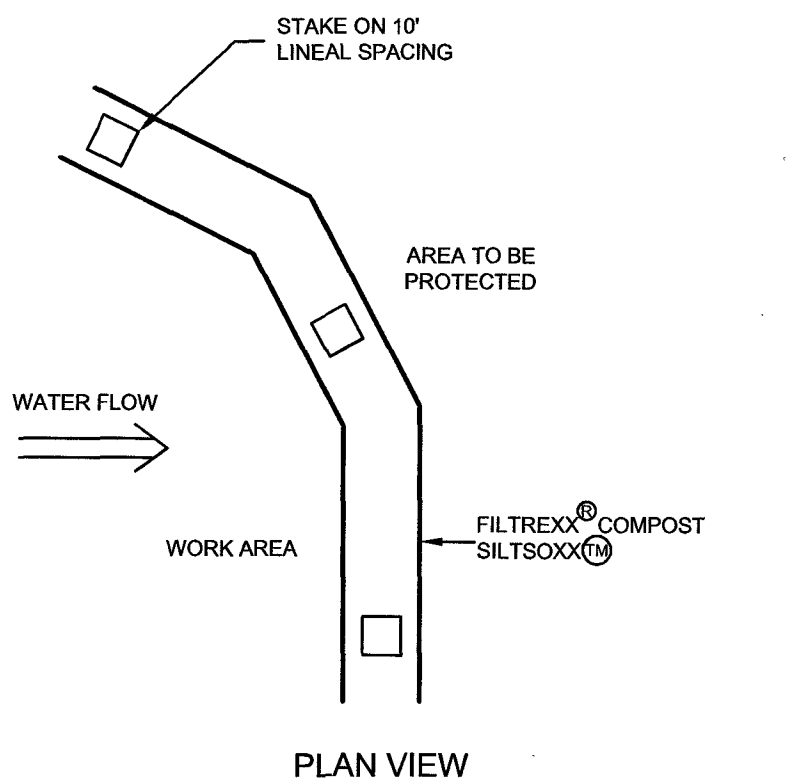 STAKE ON 10'
LINEAL SPACING
AREA TO BE
PROTECTED
WATER FLOW
WORK AREA
FILTREXX® COMPOST
SILTSOXX™
PLAN VIEW